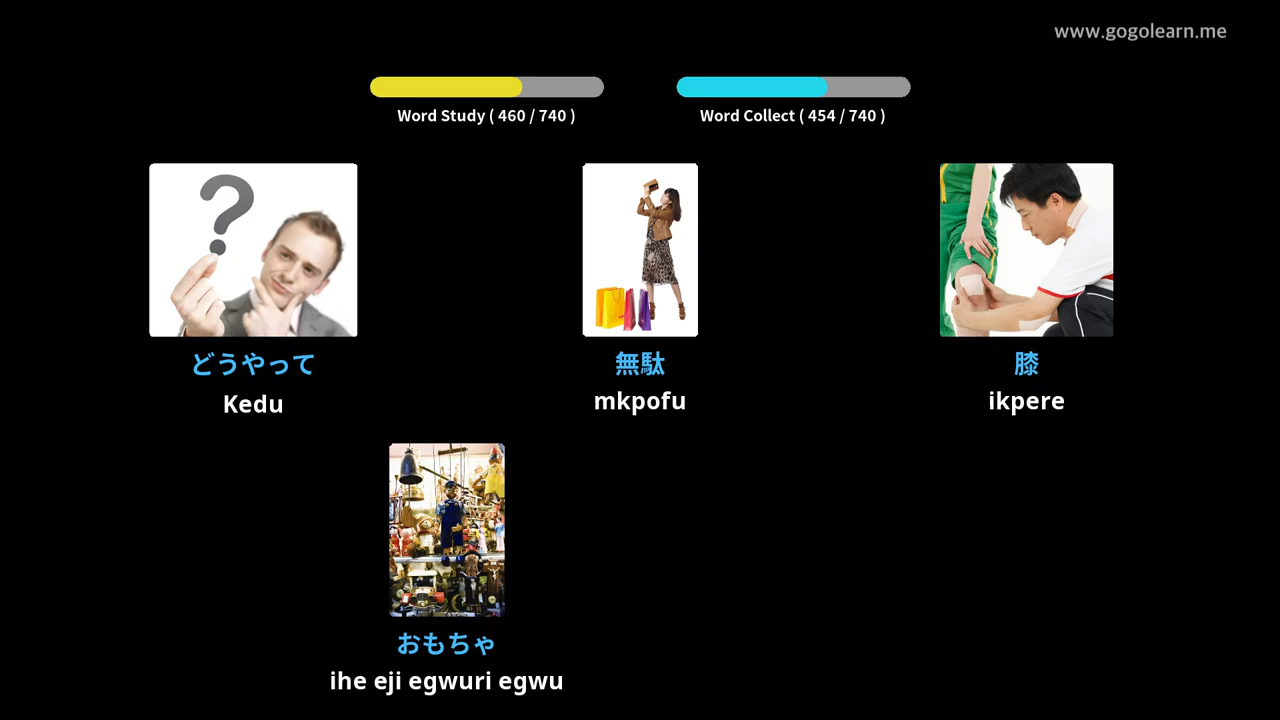 www.gogolearn.me
Word Study ( 460 / 740 )
Word Collect ( 454 / 740 )
どうやって
Kedu
無駄
mkpofu
膝
ikpere
おもちゃ
ihe eji egwuri egwu